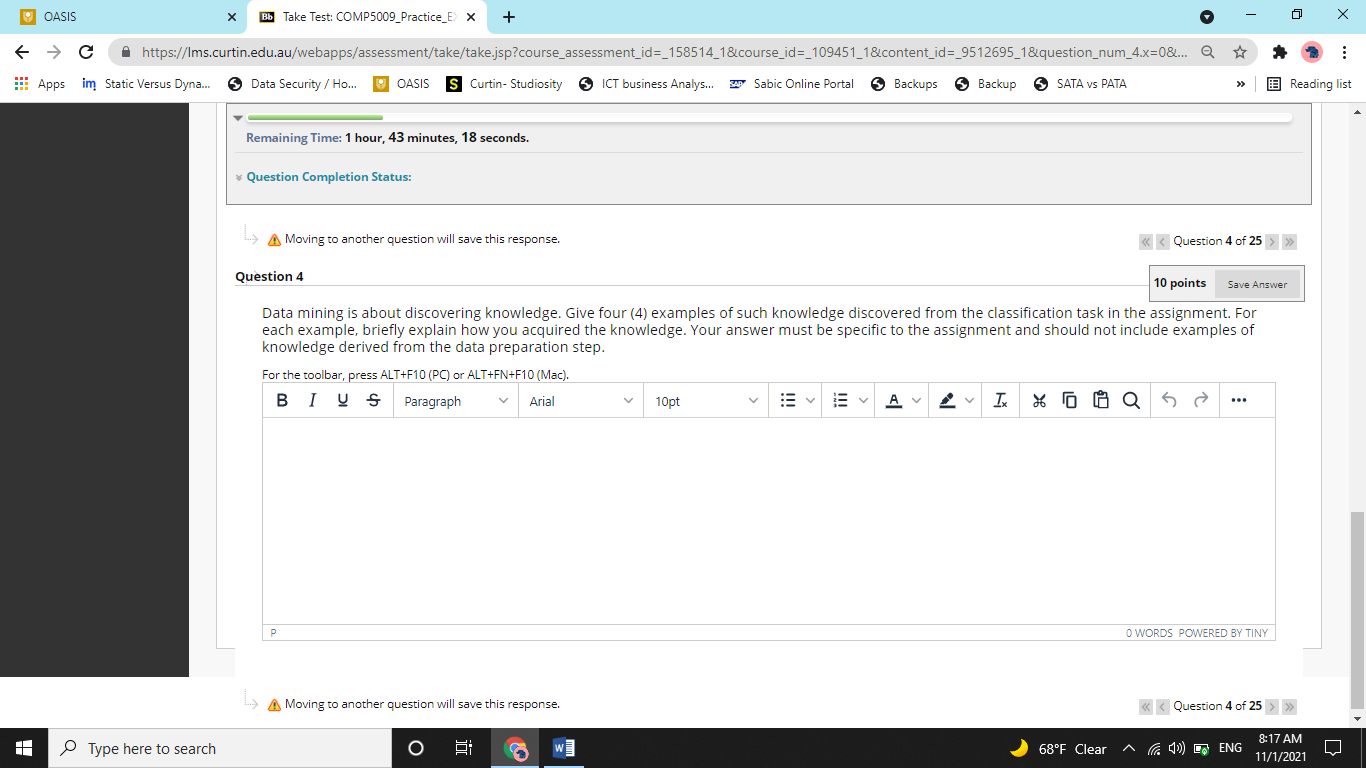 OASIS
Bb Take Test: COMP5009_Practice_E
https://lms.curtin.edu.au/webapps/assessment/take/take.jsp?course_assessment_id=_158514_1&course_id=_109451_1&content_id=_9512695_1&question_num_4.x=0&...
Apps im Static Versus Dyna... Data Security / Ho... OASIS S Curtin- Studiosity ICT business Analys... SAP Sabic Online Portal Backups Backup SATA vs PATA » Reading list
Remaining Time: 1 hour, 43 minutes, 18 seconds.
Question Completion Status:
Moving to another question will save this response. Question 4 of 25
Question 4
10 points Save Answer
Data mining is about discovering knowledge. Give four (4) examples of such knowledge discovered from the classification task in the assignment. For
each example, briefly explain how you acquired the knowledge. Your answer must be specific to the assignment and should not include examples of
knowledge derived from the data preparation step.
For the toolbar, press ALT+F10 (PC) or ALT+FN+F10 (Mac).
B I U S Paragraph Arial 10pt A Ix ...
P 0 WORDS POWERED BY TINY
Moving to another question will save this response. Question 4 of 25
Type here to search W 68°F Clear ENG 8:17 AM
11/1/2021